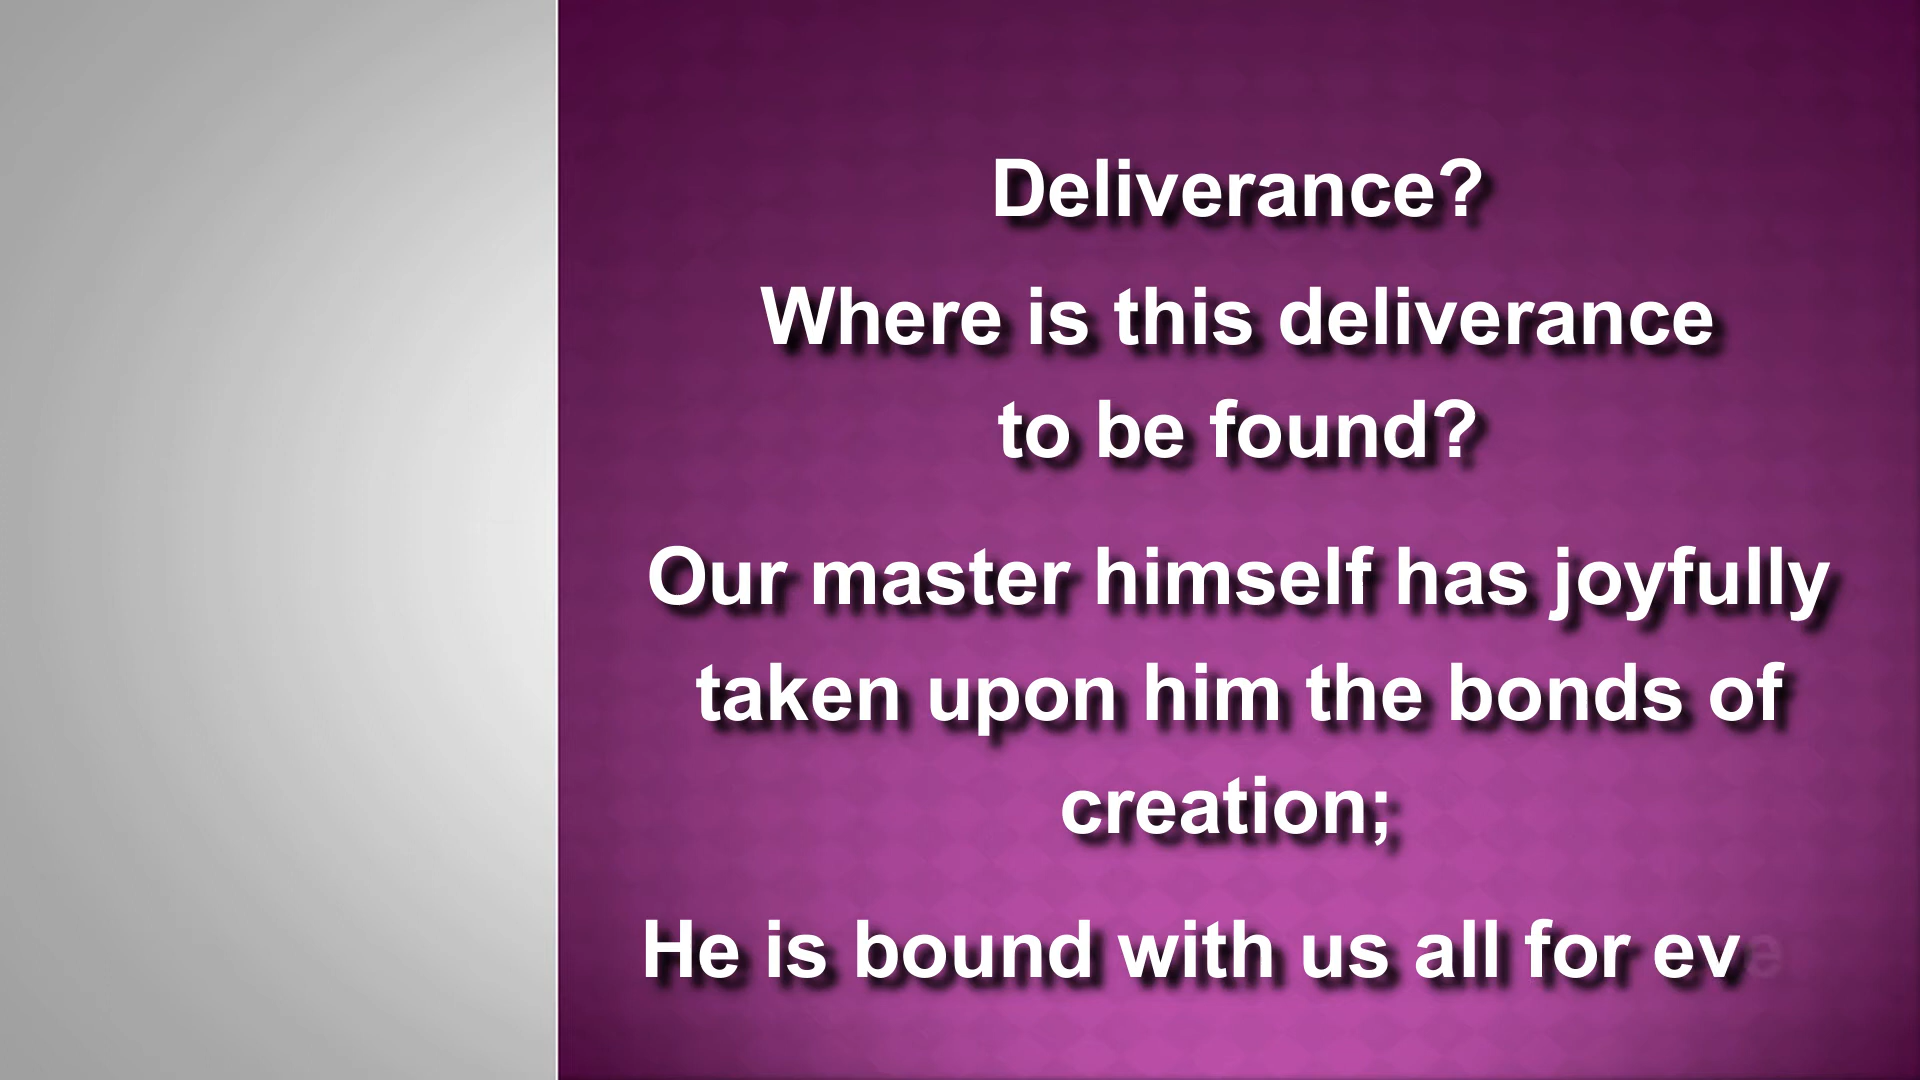 Deliverance?
Where is this deliverance
to be found?
Our master himself has joyfully
taken upon him the bonds of
creation;
He is bound with us all for eve